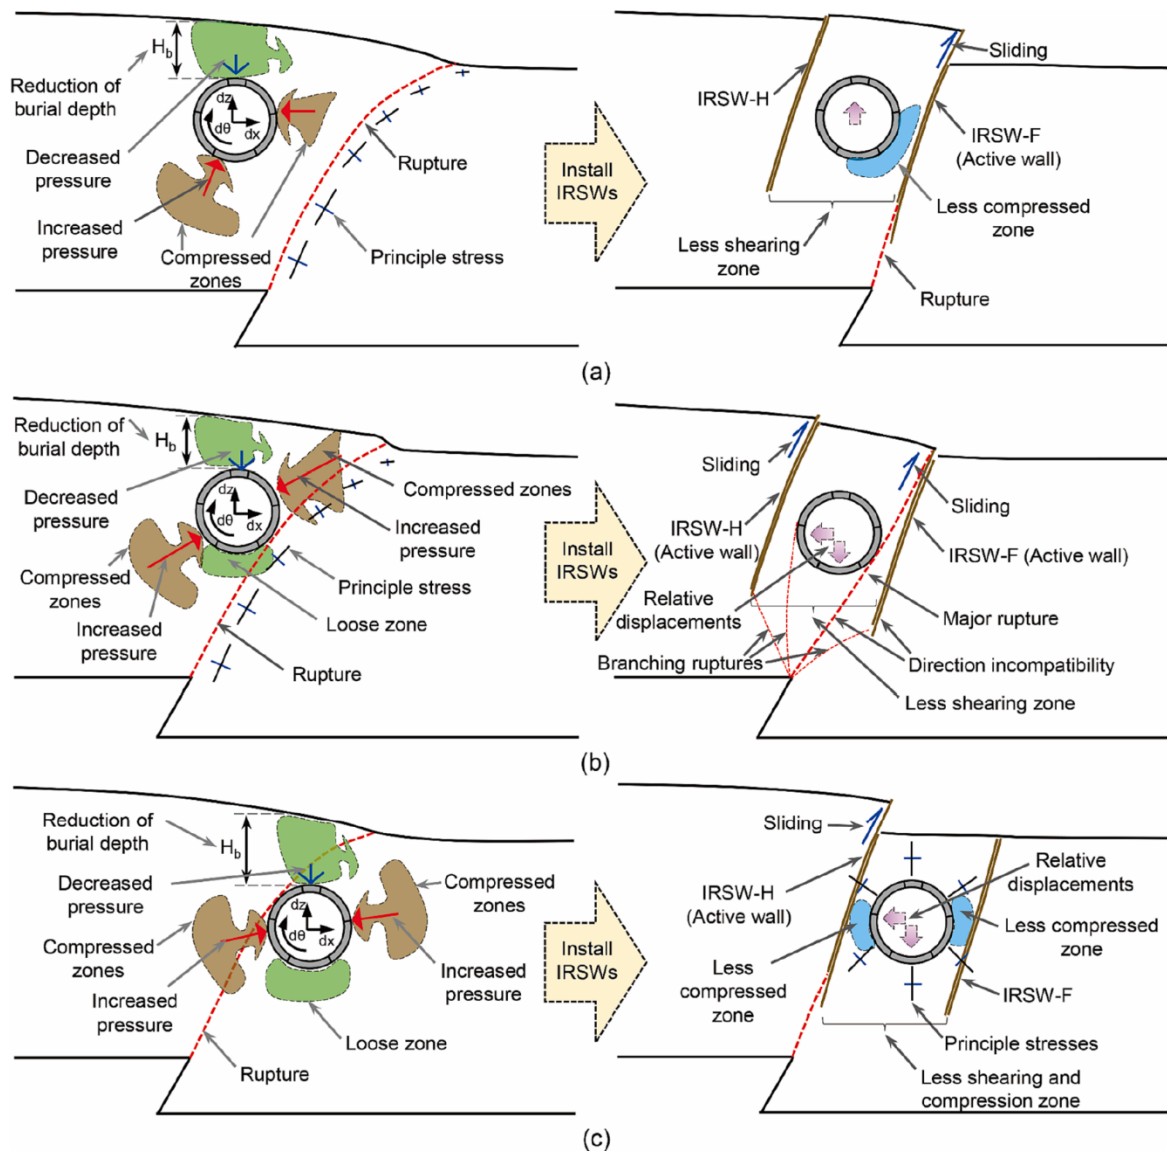 H_b
Reduction of
burial depth
Decreased
pressure
Increased
pressure
Compressed
zones
dz
dθ
dx
Rupture
Principle stress
Install
IRSWs
IRSW-H
Sliding
IRSW-F
(Active wall)
Less compressed
zone
Less shearing
zone
Rupture
(a)
Reduction of
burial depth
H_b
Decreased
pressure
Compressed
zones
Increased
pressure
dz
dθ
dx
Compressed zones
Increased
pressure
Principle stress
Loose zone
Rupture
Install
IRSWs
Sliding
IRSW-H
(Active wall)
Relative
displacements
Branching ruptures
Sliding
IRSW-F (Active wall)
Major rupture
Direction incompatibility
Less shearing zone
(b)
Reduction of
burial depth
H_b
Decreased
pressure
Compressed
zones
Increased
pressure
dz
dθ
dx
Compressed
zones
Increased
pressure
Loose zone
Rupture
Install
IRSWs
Sliding
IRSW-H
(Active wall)
Less
compressed
zone
Relative
displacements
Less compressed
zone
IRSW-F
Principle stresses
Less shearing and
compression zone
(c)